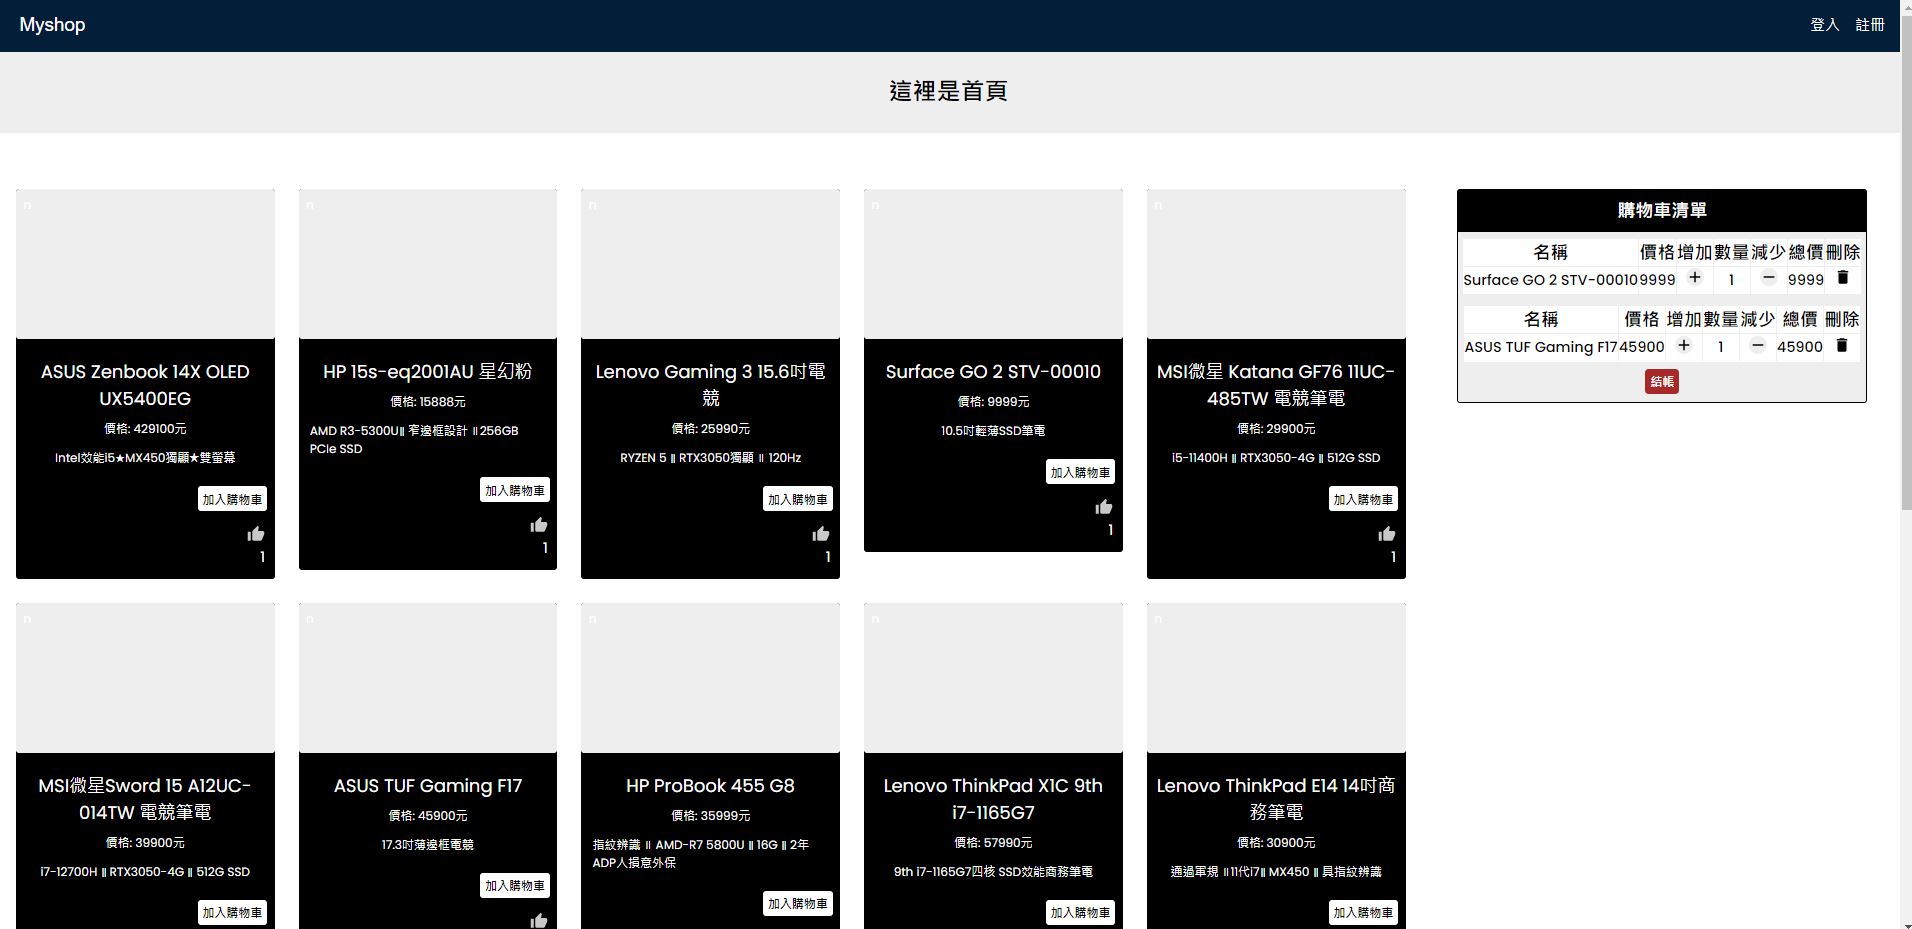 Myshop
登入 註冊
這裡是首頁
n
ASUS Zenbook 14X OLED
UX5400EG
價格: 429100元
Intel效能i5★MX450獨顯★雙螢幕
加入購物車
1
n
HP 15s-eq2001AU 星幻粉
價格: 15888元
AMD R3-5300U∥ 窄邊框設計 ∥256GB
PCIe SSD
加入購物車
1
n
Lenovo Gaming 3 15.6吋電
競
價格: 25990元
RYZEN 5 ∥ RTX3050獨顯 ∥ 120Hz
加入購物車
1
n
Surface GO 2 STV-00010
價格: 9999元
10.5吋輕薄SSD筆電
加入購物車
1
n
MSI微星 Katana GF76 11UC-
485TW 電競筆電
價格: 29900元
i5-11400H ∥ RTX3050-4G ∥ 512G SSD
加入購物車
1
購物車清單
名稱 價格 增加 數量 減少 總價 刪除
Surface GO 2 STV-00010 9999 + 1 − 9999
名稱 價格 增加 數量 減少 總價 刪除
ASUS TUF Gaming F17 45900 + 1 − 45900
結帳
n
MSI微星Sword 15 A12UC-
014TW 電競筆電
價格: 39900元
i7-12700H ∥ RTX3050-4G ∥ 512G SSD
加入購物車
n
ASUS TUF Gaming F17
價格: 45900元
17.3吋薄邊框電競
加入購物車
n
HP ProBook 455 G8
價格: 35999元
指紋辨識 ∥ AMD-R7 5800U ∥ 16G ∥ 2年
ADP人損意外保
加入購物車
n
Lenovo ThinkPad X1C 9th
i7-1165G7
價格: 57990元
9th i7-1165G7四核 SSD效能商務筆電
加入購物車
n
Lenovo ThinkPad E14 14吋商
務筆電
價格: 30900元
通過軍規 ∥11代i7∥ MX450 ∥ 具指紋辨識
加入購物車